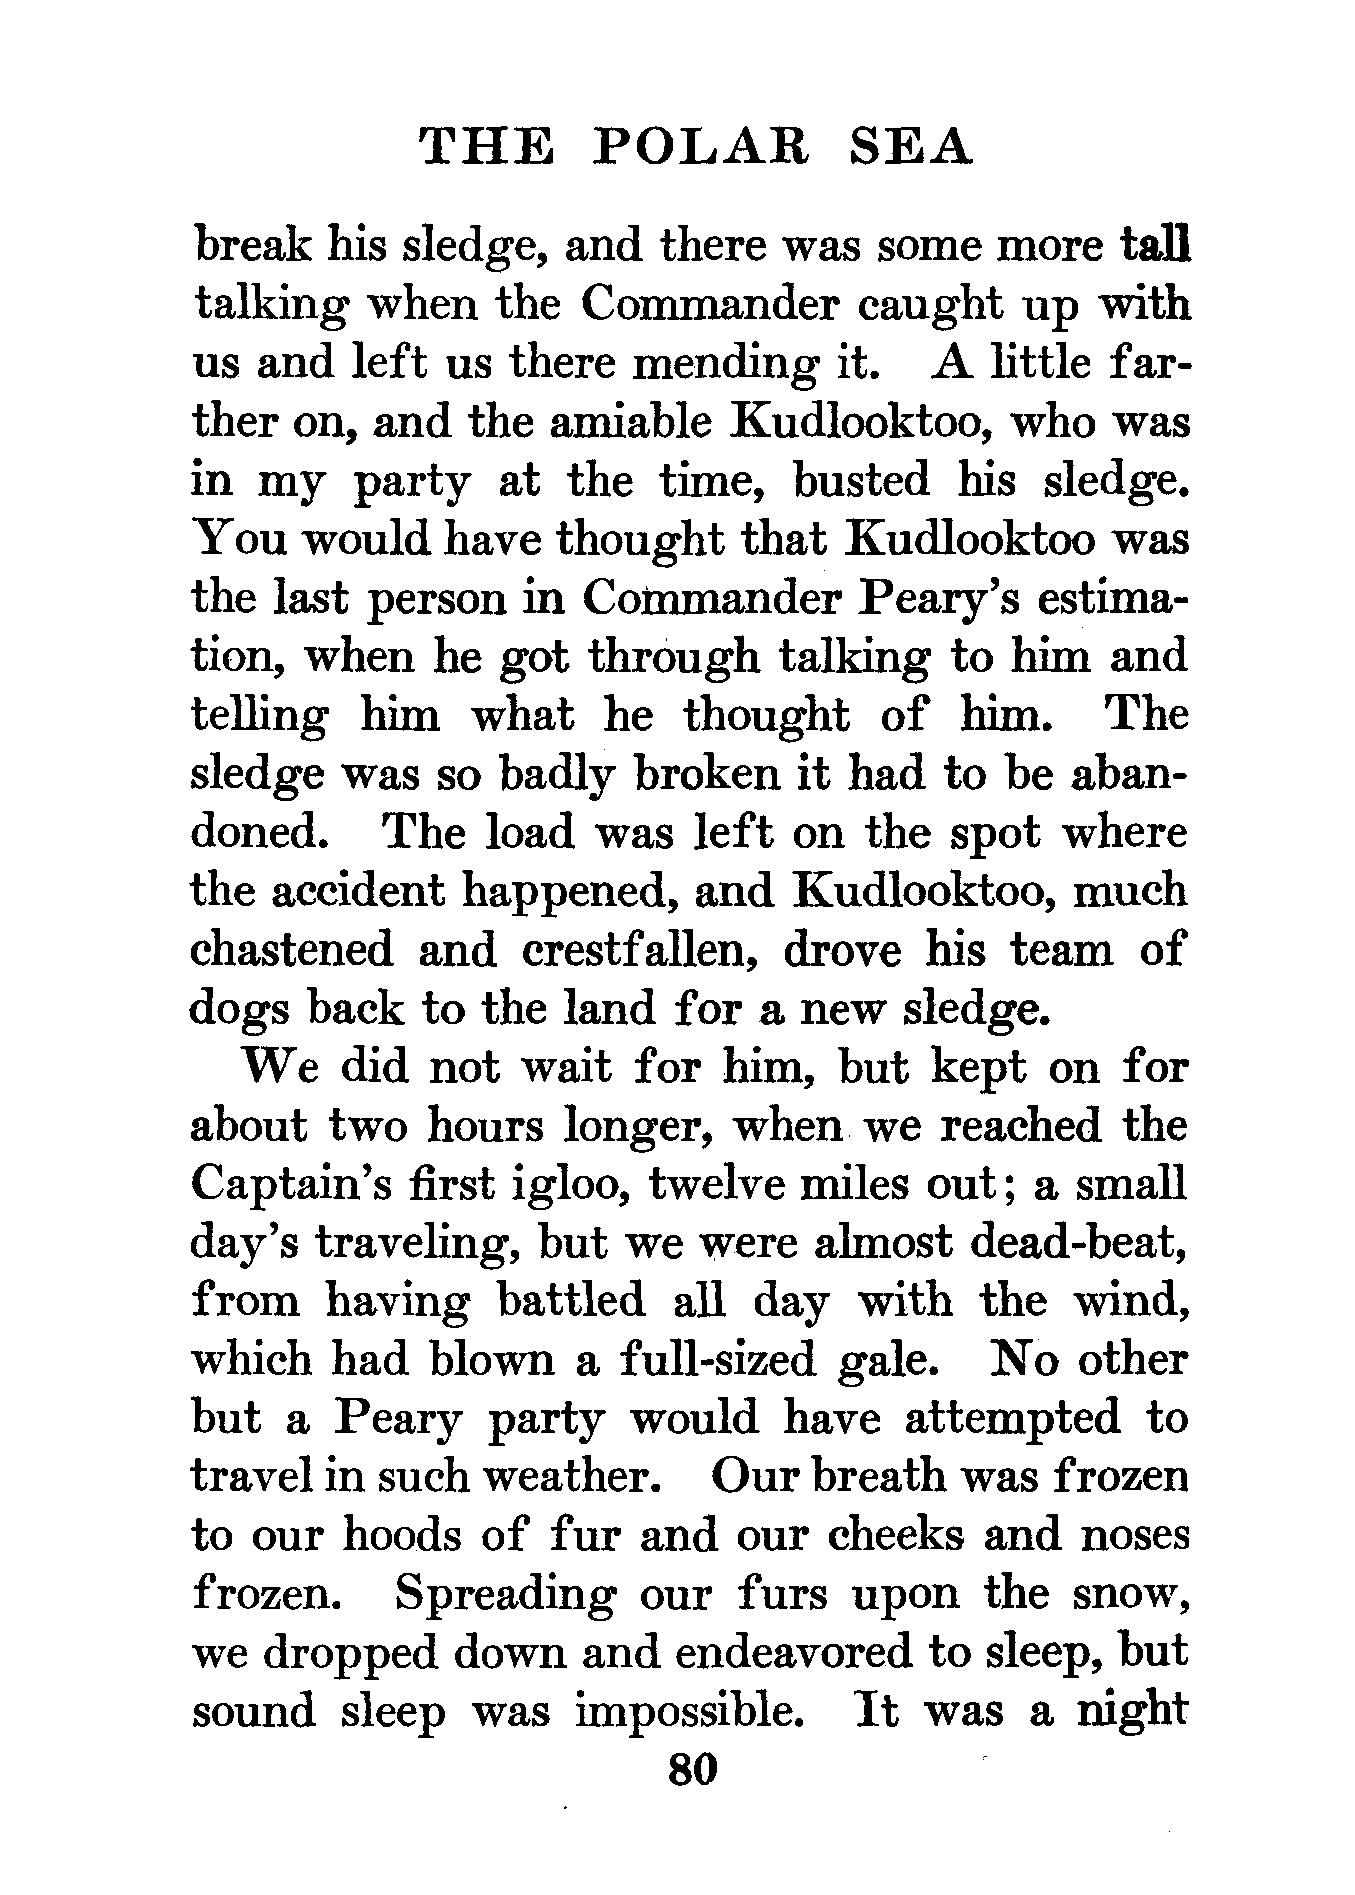 THE POLAR SEA
break his sledge, and there was some more tall
talking when the Commander caught up with
us and left us there mending it. A little far-
ther on, and the amiable Kudlooktoo, who was
in my party at the time, busted his sledge.
You would have thought that Kudlooktoo was
the last person in Commander Peary's estima-
tion, when he got through talking to him and
telling him what he thought of him. The
sledge was so badly broken it had to be aban-
doned. The load was left on the spot where
the accident happened, and Kudlooktoo, much
chastened and crestfallen, drove his team of
dogs back to the land for a new sledge.
We did not wait for him, but kept on for
about two hours longer, when we reached the
Captain's first igloo, twelve miles out; a small
day's traveling, but we were almost dead-beat,
from having battled all day with the wind,
which had blown a full-sized gale. No other
but a Peary party would have attempted to
travel in such weather. Our breath was frozen
to our hoods of fur and our cheeks and noses
frozen. Spreading our furs upon the snow,
we dropped down and endeavored to sleep, but
sound sleep was impossible. It was a night
80